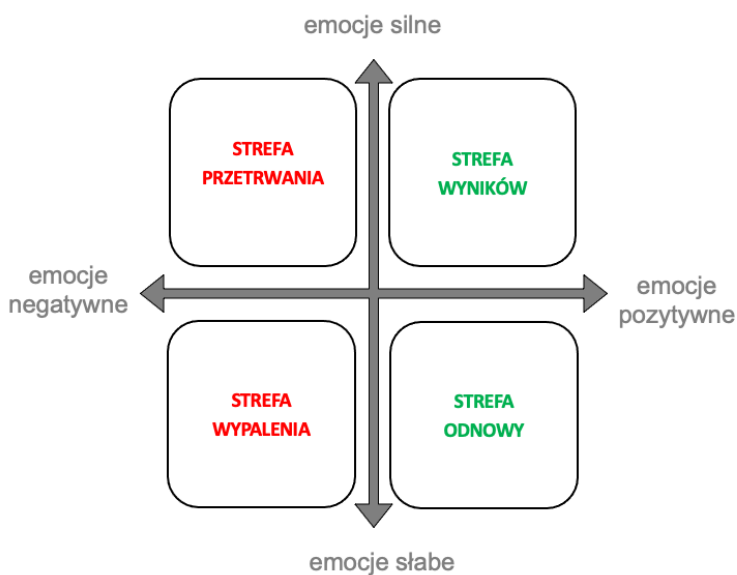 emocje silne
STREFA
PRZETRWANIA
STREFA
WYNIKÓW
emocje
negatywne
emocje
pozytywne
STREFA
WYPALENIA
STREFA
ODNOWY
emocje słabe